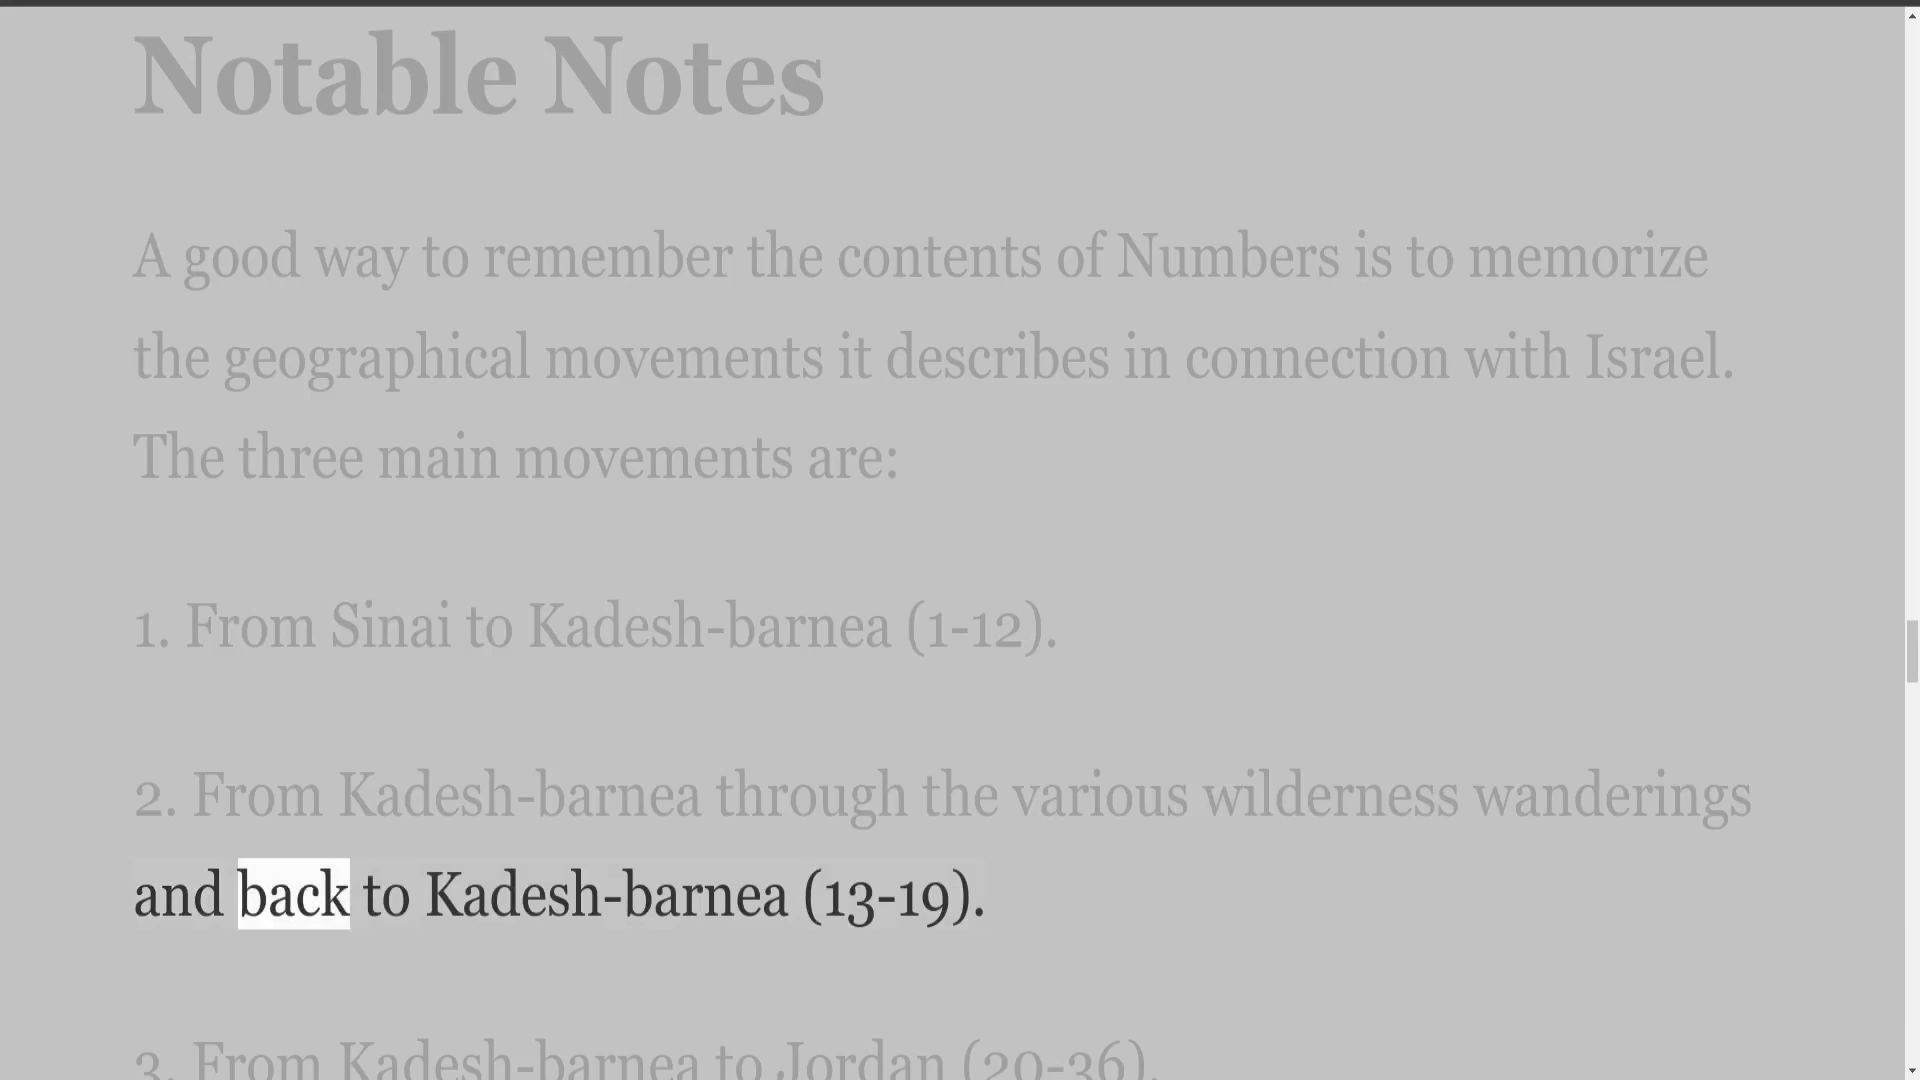 Notable Notes
A good way to remember the contents of Numbers is to memorize
the geographical movements it describes in connection with Israel.
The three main movements are:
1. From Sinai to Kadesh-barnea (1-12).
2. From Kadesh-barnea through the various wilderness wanderings
and back to Kadesh-barnea (13-19).
3. From Kadesh-barnea to Jordan (20-36).